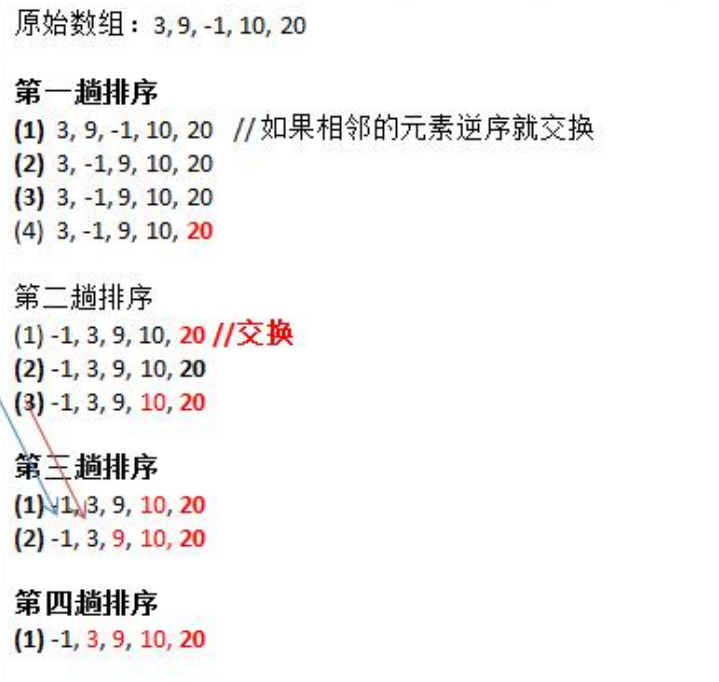 原始数组：3, 9, -1, 10, 20
第一趟排序
(1) 3, 9, -1, 10, 20 //如果相邻的元素逆序就交换
(2) 3, -1, 9, 10, 20
(3) 3, -1, 9, 10, 20
(4) 3, -1, 9, 10, 20
第二趟排序
(1) -1, 3, 9, 10, 20 //交换
(2) -1, 3, 9, 10, 20
(3) -1, 3, 9, 10, 20
第三趟排序
(1) -1, 3, 9, 10, 20
(2) -1, 3, 9, 10, 20
第四趟排序
(1) -1, 3, 9, 10, 20